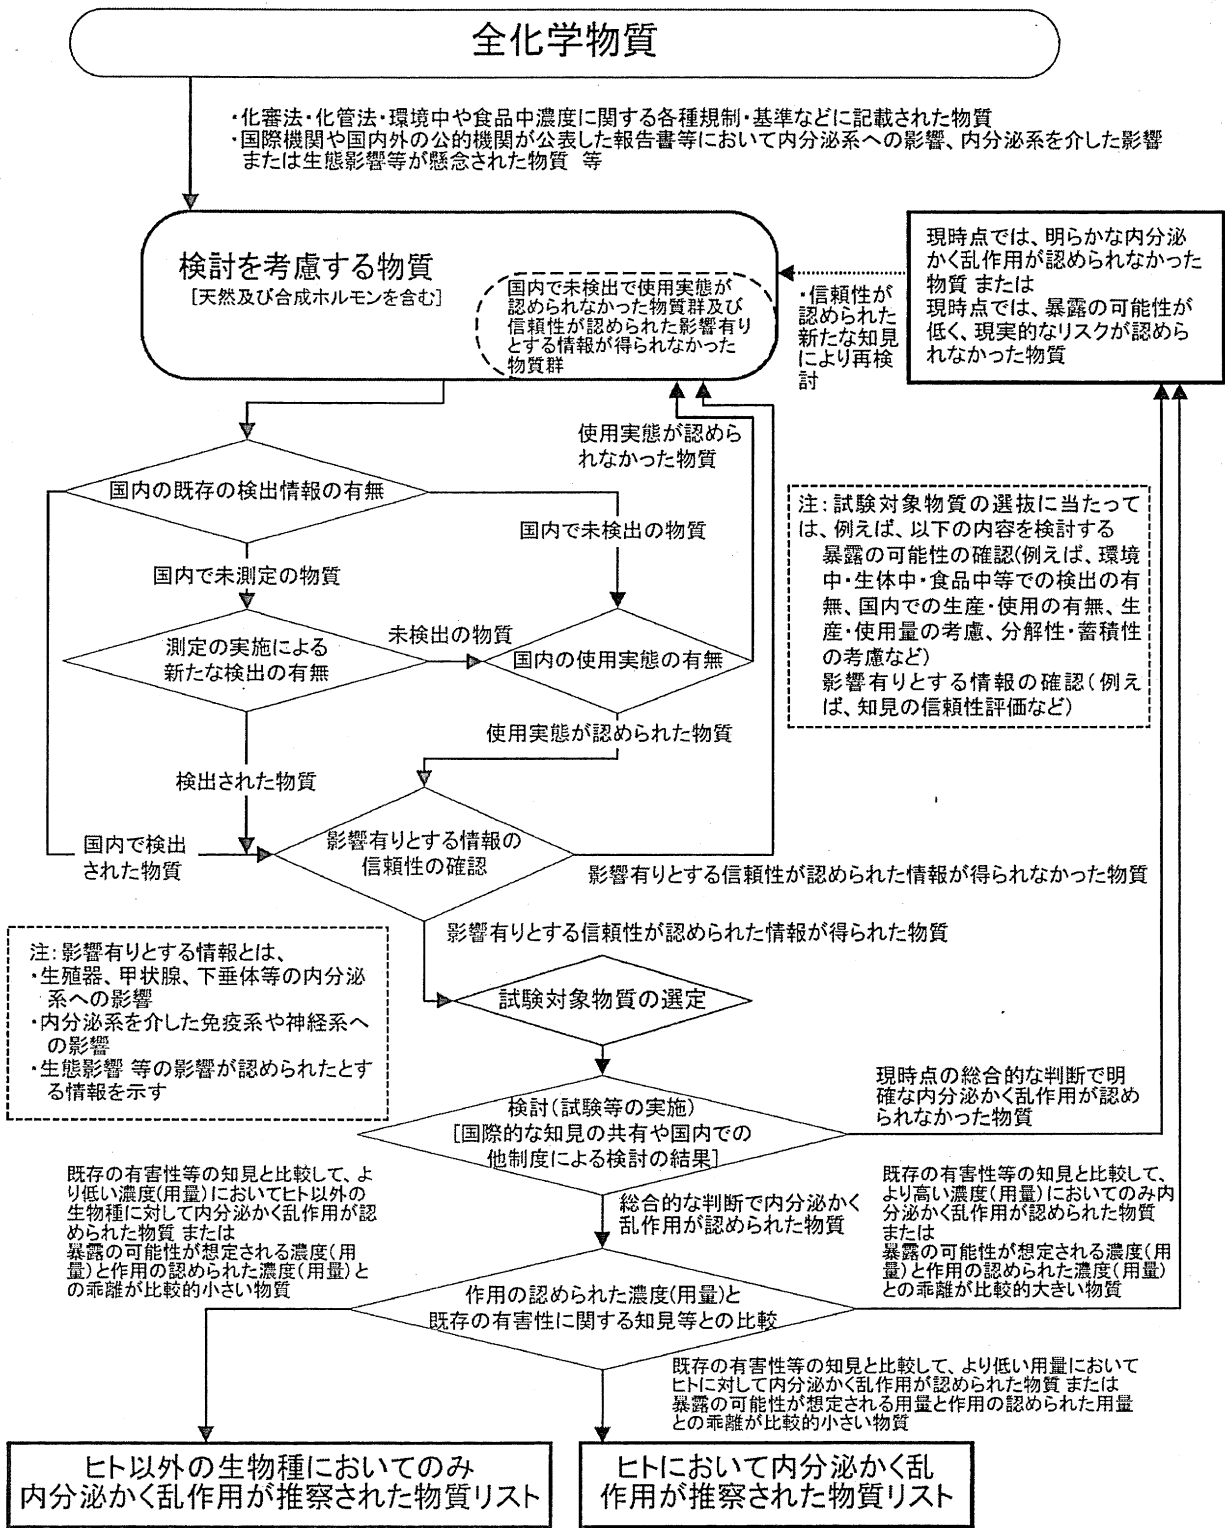 全化学物質
・化審法・化管法・環境中や食品中濃度に関する各種規制・基準などに記載された物質
・国際機関や国内外の公的機関が公表した報告書等において内分泌系への影響、内分泌系を介した影響
または生態影響等が懸念された物質 等
検討を考慮する物質
[天然及び合成ホルモンを含む]
国内で未検出で使用実態が
認められなかった物質群及び
信頼性が認められた影響有り
とする情報が得られなかった
物質群
・信頼性が
認められた
新たな知見
により再検
討
現時点では、明らかな内分泌
かく乱作用が認められなかった
物質 または
現時点では、暴露の可能性が
低く、現実的なリスクが認めら
れなかった物質
使用実態が認めら
れなかった物質
国内の既存の検出情報の有無
国内で未検出の物質
国内で未測定の物質
注:試験対象物質の選抜に当たって
は、例えば、以下の内容を検討する
暴露の可能性の確認(例えば、環境
中・生体中・食品中等での検出の有
無、国内での生産・使用の有無、生
産・使用量の考慮、分解性・蓄積性
の考慮など)
影響有りとする情報の確認(例え
ば、知見の信頼性評価など)
測定の実施による
新たな検出の有無
未検出の物質
国内の使用実態の有無
使用実態が認められた物質
検出された物質
国内で検出
された物質
影響有りとする情報の
信頼性の確認
影響有りとする信頼性が認められた情報が得られなかった物質
影響有りとする信頼性が認められた情報が得られた物質
注:影響有りとする情報とは、
・生殖器、甲状腺、下垂体等の内分泌
系への影響
・内分泌系を介した免疫系や神経系へ
の影響
・生態影響 等の影響が認められたとす
る情報を示す
試験対象物質の選定
検討(試験等の実施)
[国際的な知見の共有や国内での
他制度による検討の結果]
現時点の総合的な判断で明
確な内分泌かく乱作用が認め
られなかった物質
総合的な判断で内分泌かく
乱作用が認められた物質
既存の有害性等の知見と比較して、よ
り低い濃度(用量)においてヒト以外の
生物種に対して内分泌かく乱作用が認
められた物質 または
暴露の可能性が想定される濃度(用
量)と作用の認められた濃度(用量)と
の乖離が比較的小さい物質
既存の有害性等の知見と比較して、
より高い濃度(用量)においてのみ内
分泌かく乱作用が認められた物質
または
暴露の可能性が想定される濃度(用
量)と作用の認められた濃度(用量)
との乖離が比較的大きい物質
作用の認められた濃度(用量)と
既存の有害性に関する知見等との比較
既存の有害性等の知見と比較して、より低い用量において
ヒトに対して内分泌かく乱作用が認められた物質 または
暴露の可能性が想定される用量と作用の認められた用量
との乖離が比較的小さい物質
ヒト以外の生物種においてのみ
内分泌かく乱作用が推察された物質リスト
ヒトにおいて内分泌かく乱
作用が推察された物質リスト